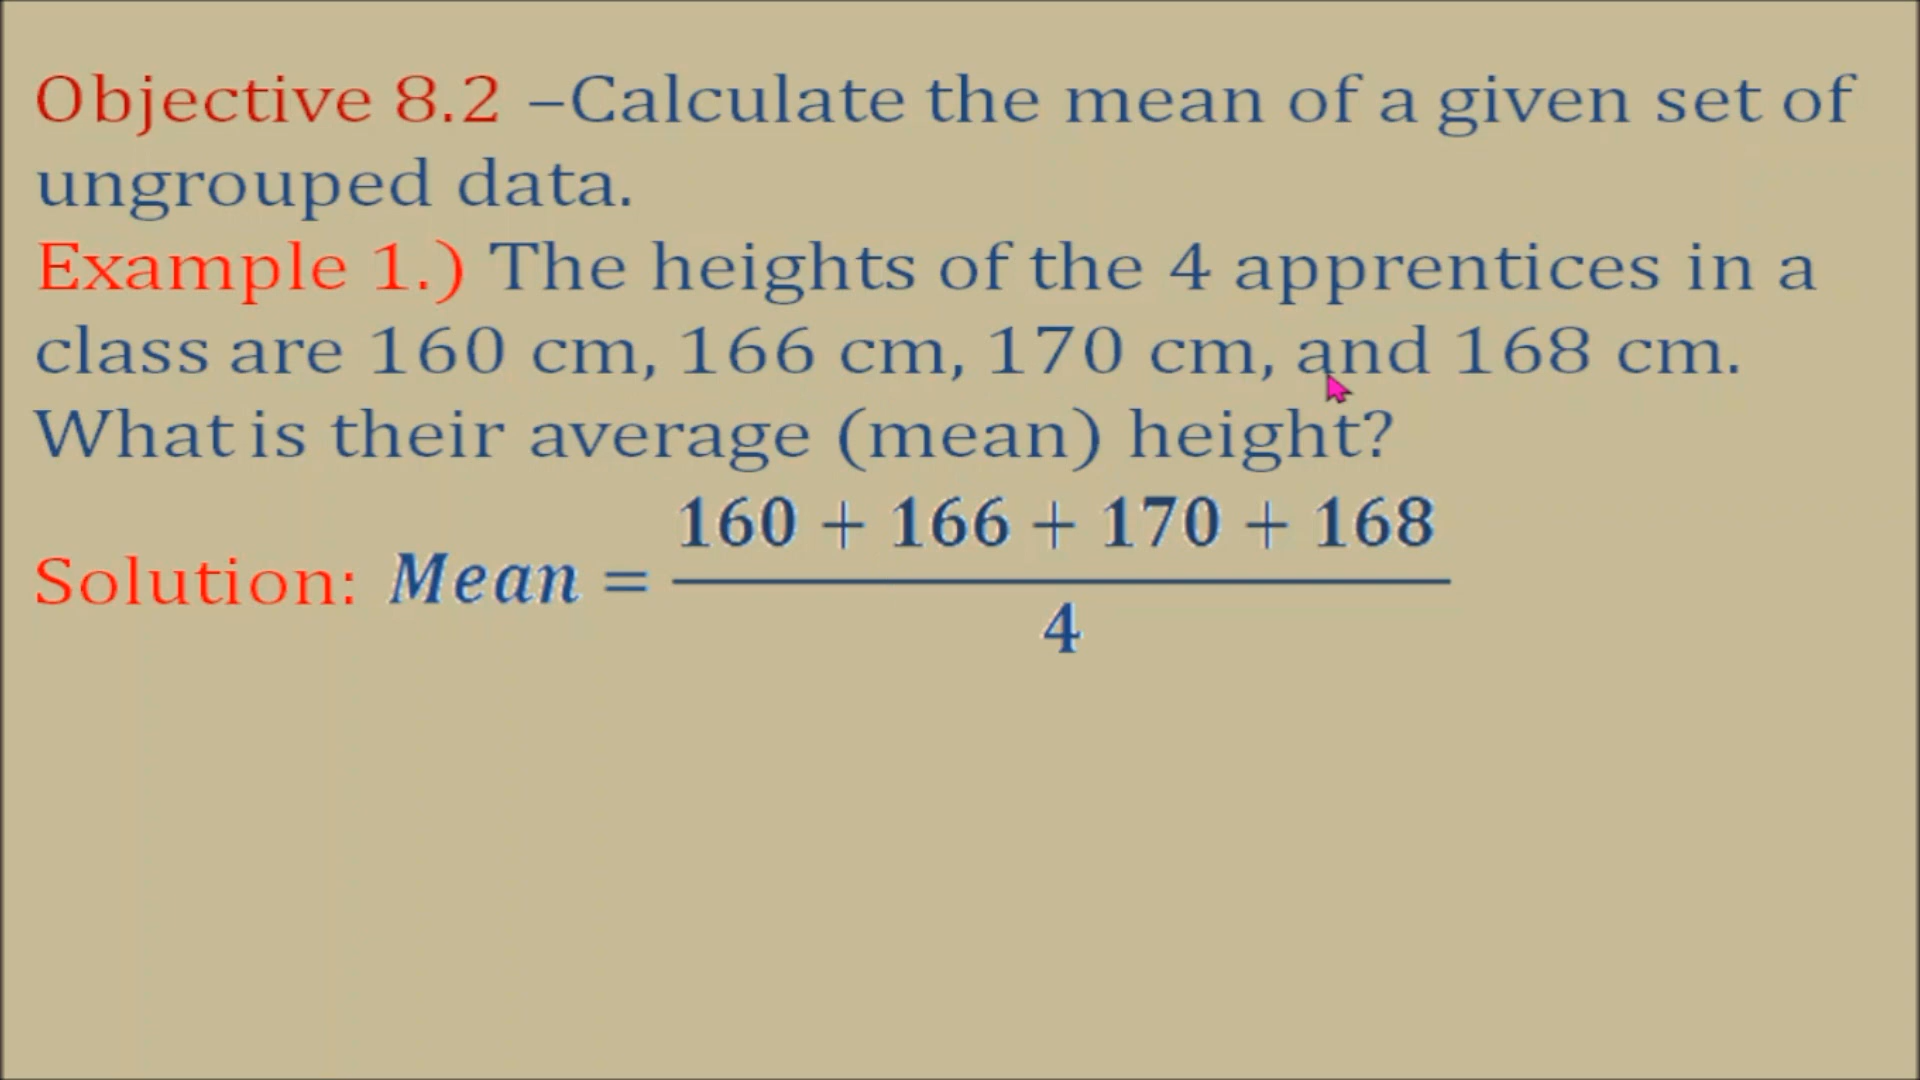 Objective 8.2 –Calculate the mean of a given set of
ungrouped data.
Example 1.) The heights of the 4 apprentices in a
class are 160 cm, 166 cm, 170 cm, and 168 cm.
What is their average (mean) height?
160 + 166 + 170 + 168
Solution: Mean =
4